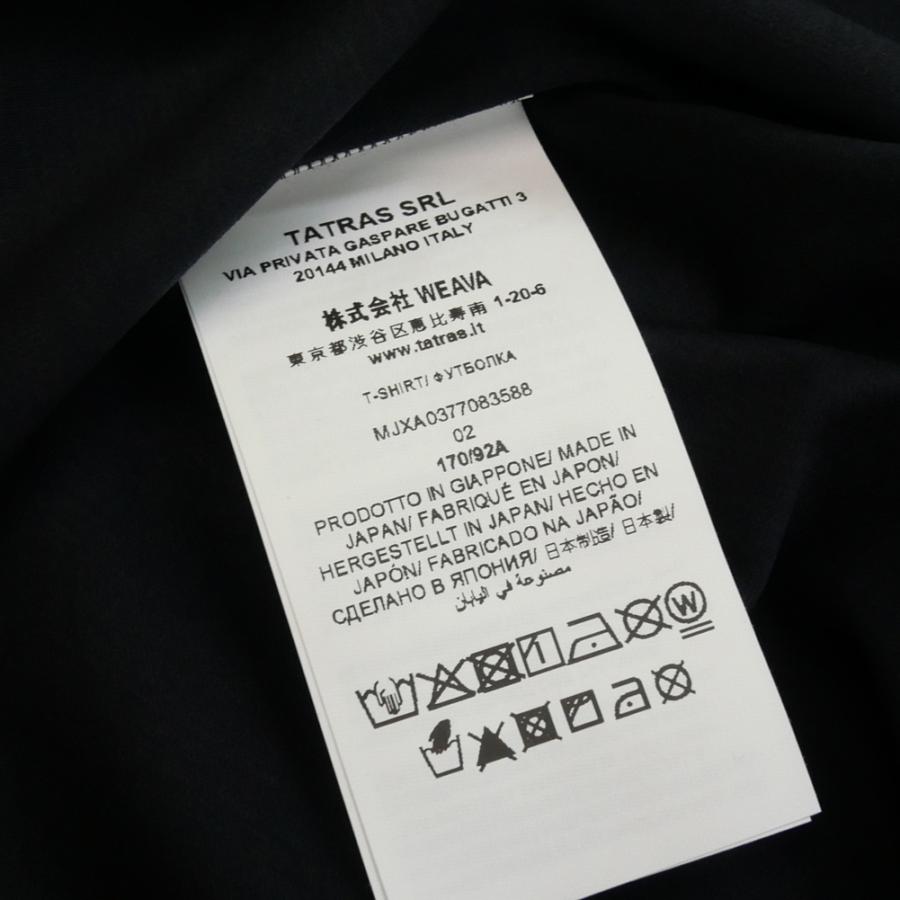 TATRAS SRL
VIA PRIVATA GASPARE BUGATTI 3
20144 MILANO ITALY
株式会社 WEAVA
東京都渋谷区恵比寿南 1-20-6
www.tatras.it
T-SHIRT/ ФУТБОЛКА
MJXA0377083588
02
170/92A
PRODOTTO IN GIAPPONE/ MADE IN
JAPAN/ FABRIQUÉ EN JAPON/
HERGESTELLT IN JAPAN/ HECHO EN
JAPÓN/ FABRICADO NA JAPÃO/
СДЕЛАНО В ЯПОНИЯ/ 日本制造/ 日本製/
مصنوعة في اليابان
W